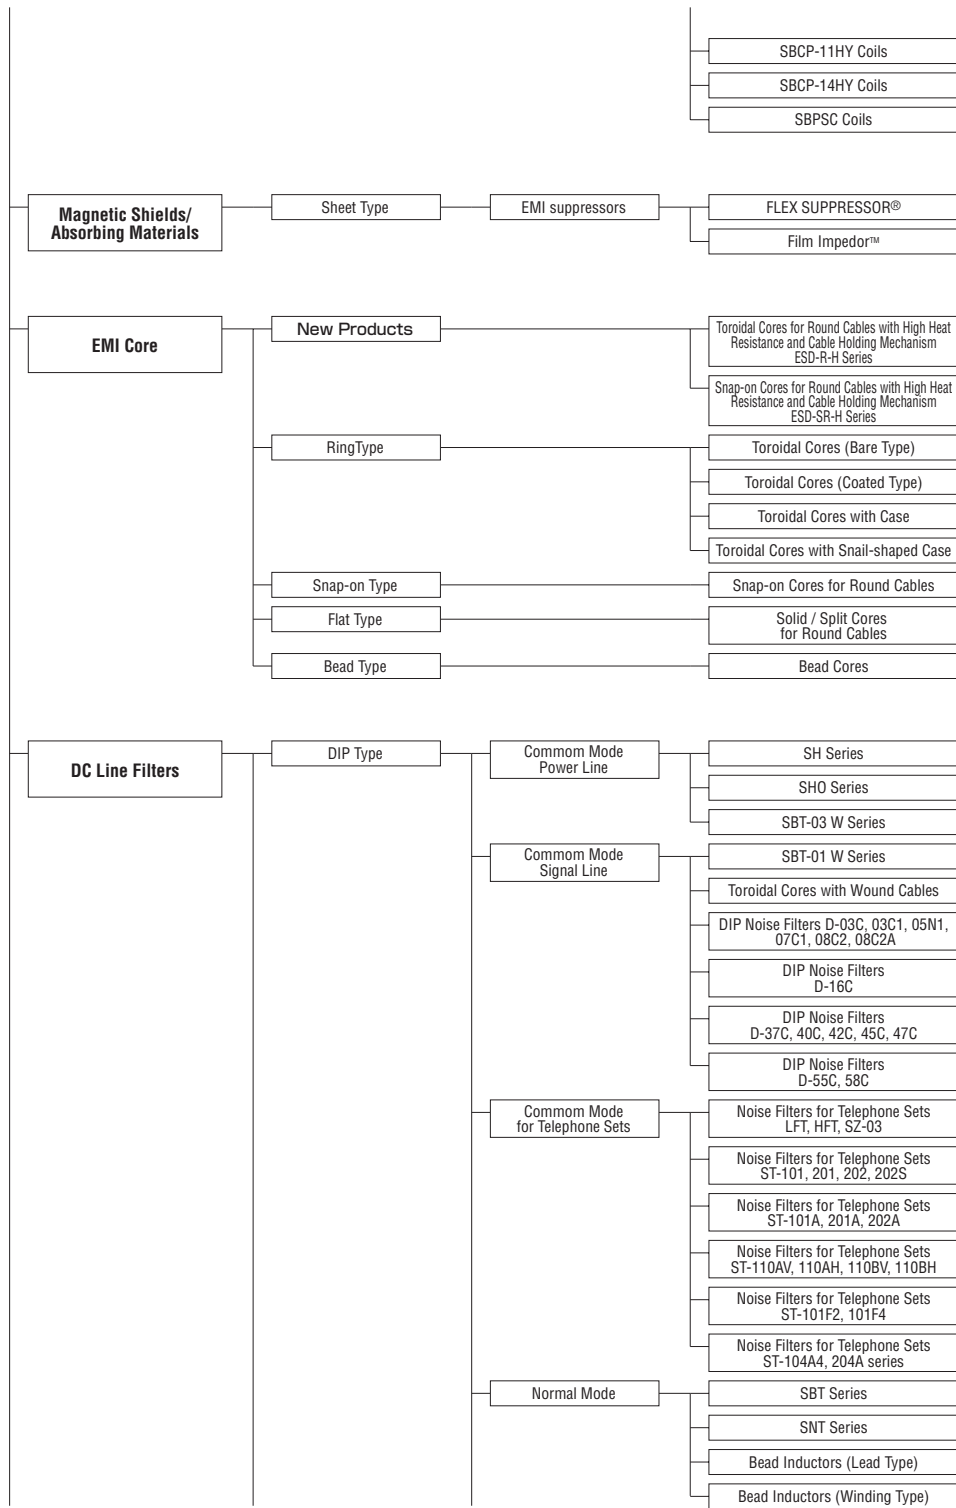 SBCP-11HY Coils
SBCP-14HY Coils
SBPSC Coils
Magnetic Shields/
Absorbing Materials
Sheet Type
EMI suppressors
FLEX SUPPRESSOR®
Film Impedor™
EMI Core
New Products
Toroidal Cores for Round Cables with High Heat
Resistance and Cable Holding Mechanism
ESD-R-H Series
Snap-on Cores for Round Cables with High Heat
Resistance and Cable Holding Mechanism
ESD-SR-H Series
RingType
Toroidal Cores (Bare Type)
Toroidal Cores (Coated Type)
Toroidal Cores with Case
Toroidal Cores with Snail-shaped Case
Snap-on Type
Snap-on Cores for Round Cables
Flat Type
Solid / Split Cores
for Round Cables
Bead Type
Bead Cores
DC Line Filters
DIP Type
Commom Mode
Power Line
SH Series
SHO Series
SBT-03 W Series
Commom Mode
Signal Line
SBT-01 W Series
Toroidal Cores with Wound Cables
DIP Noise Filters D-03C, 03C1, 05N1,
07C1, 08C2, 08C2A
DIP Noise Filters
D-16C
DIP Noise Filters
D-37C, 40C, 42C, 45C, 47C
DIP Noise Filters
D-55C, 58C
Commom Mode
for Telephone Sets
Noise Filters for Telephone Sets
LFT, HFT, SZ-03
Noise Filters for Telephone Sets
ST-101, 201, 202, 202S
Noise Filters for Telephone Sets
ST-101A, 201A, 202A
Noise Filters for Telephone Sets
ST-110AV, 110AH, 110BV, 110BH
Noise Filters for Telephone Sets
ST-101F2, 101F4
Noise Filters for Telephone Sets
ST-104A4, 204A series
Normal Mode
SBT Series
SNT Series
Bead Inductors (Lead Type)
Bead Inductors (Winding Type)